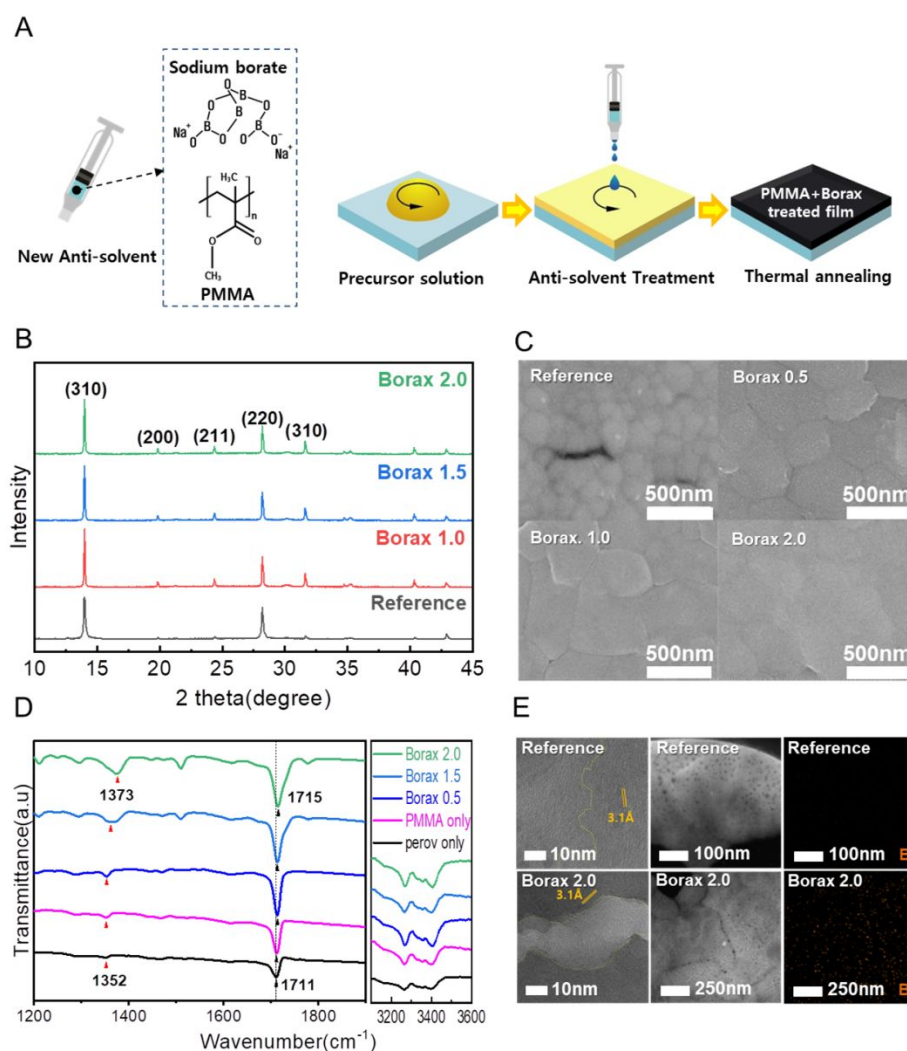 A
Sodium borate
O
B
O
O
B
O
B
O
Na+
O
B
O
O
B
O-
Na+
New Anti-solvent
H3C
n
O
O
CH3
PMMA
Precursor solution
Anti-solvent Treatment
PMMA+Borax
treated film
Thermal annealing
B
Intensity
(310)
(200)
(211)
(220)
(310)
Borax 2.0
Borax 1.5
Borax 1.0
Reference
10 15 20 25 30 35 40 45
2 theta(degree)
C
Reference
500nm
Borax 0.5
500nm
Borax. 1.0
500nm
Borax 2.0
500nm
D
Transmittance(a.u)
1373
1715
1352
1711
Borax 2.0
Borax 1.5
Borax 0.5
PMMA only
perov only
1200 1400 1600 1800
3200 3400 3600
Wavenumber(cm-1)
E
Reference
3.1Å
10nm
Reference
100nm
Reference
100nm
B
Borax 2.0
3.1Å
10nm
Borax 2.0
250nm
Borax 2.0
250nm
B